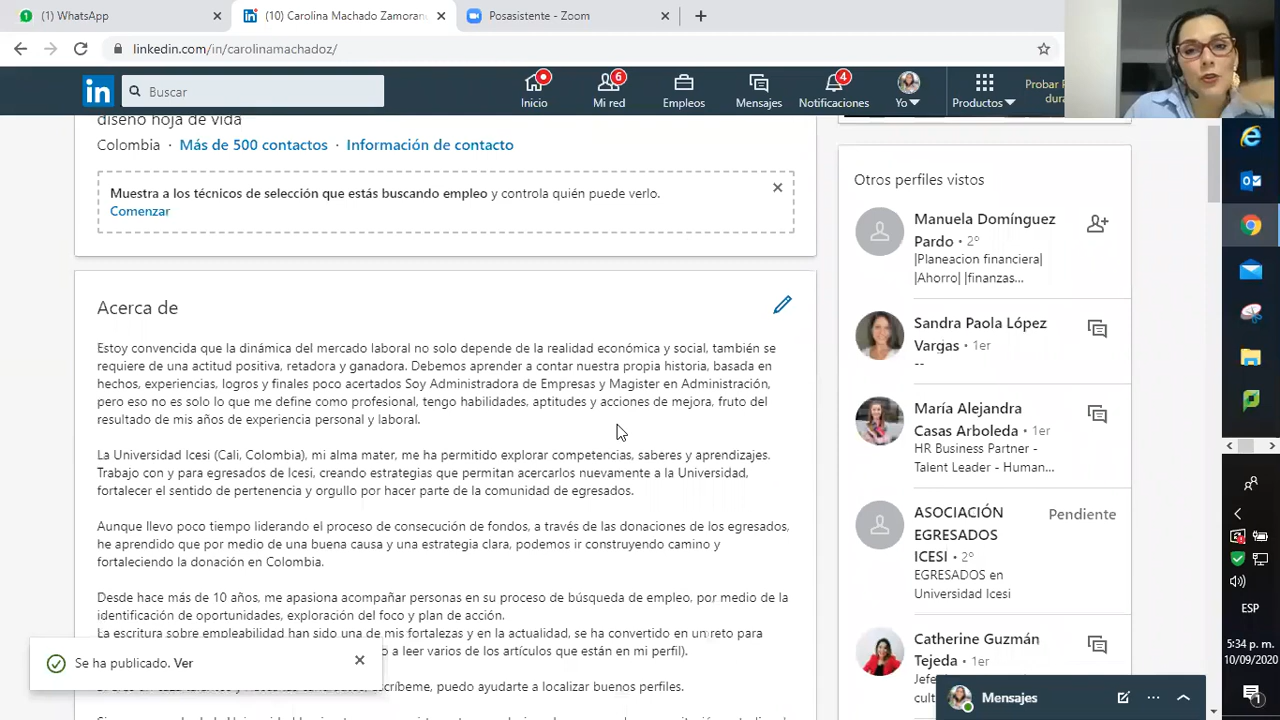 (1) WhatsApp
(10) Carolina Machado Zamoran
Posasistente - Zoom
linkedin.com/in/carolinamachadoz/
in
Buscar
Inicio
6
Mi red
Empleos
Mensajes
4
Notificaciones
Yo
Productos
Probar P
dura
diseño hoja de vida
Colombia · Más de 500 contactos · Información de contacto
Muestra a los técnicos de selección que estás buscando empleo y controla quién puede verlo.
Comenzar
Acerca de
Estoy convencida que la dinámica del mercado laboral no solo depende de la realidad económica y social, también se
requiere de una actitud positiva, retadora y ganadora. Debemos aprender a contar nuestra propia historia, basada en
hechos, experiencias, logros y finales poco acertados Soy Administradora de Empresas y Magister en Administración,
pero eso no es solo lo que me define como profesional, tengo habilidades, aptitudes y acciones de mejora, fruto del
resultado de mis años de experiencia personal y laboral.
La Universidad Icesi (Cali, Colombia), mi alma mater, me ha permitido explorar competencias, saberes y aprendizajes.
Trabajo con y para egresados de Icesi, creando estrategias que permitan acercarlos nuevamente a la Universidad,
fortalecer el sentido de pertenencia y orgullo por hacer parte de la comunidad de egresados.
Aunque llevo poco tiempo liderando el proceso de consecución de fondos, a través de las donaciones de los egresados,
he aprendido que por medio de una buena causa y una estrategia clara, podemos ir construyendo camino y
fortaleciendo la donación en Colombia.
Desde hace más de 10 años, me apasiona acompañar personas en su proceso de búsqueda de empleo, por medio de la
identificación de oportunidades, exploración del foco y plan de acción.
La escritura sobre empleabilidad han sido una de mis fortalezas y en la actualidad, se ha convertido en un reto para
o a leer varios de los artículos que están en mi perfil).
escríbeme, puedo ayudarte a localizar buenos perfiles.
Se ha publicado. Ver
Otros perfiles vistos
Manuela Domínguez
Pardo • 2°
|Planeacion financiera|
|Ahorro| |finanzas...
Sandra Paola López
Vargas • 1er
--
María Alejandra
Casas Arboleda • 1er
HR Business Partner -
Talent Leader - Human...
ASOCIACIÓN
EGRESADOS
ICESI • 2°
Pendiente
EGRESADOS en
Universidad Icesi
Catherine Guzmán
Tejeda • 1er
Jefe
cult
Mensajes
ESP
5:34 p. m.
10/09/2020
1